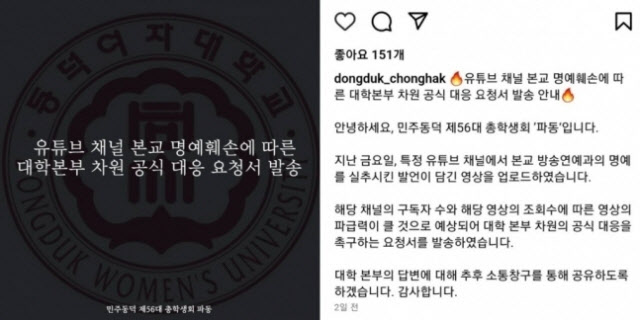 동덕여자대학교
DONGDUK WOMEN'S UNIVERSITY
유튜브 채널 본교 명예훼손에 따른
대학본부 차원 공식 대응 요청서 발송
민주동덕 제56대 총학생회 파동
좋아요 151개
dongduk_chonghak 🔥유튜브 채널 본교 명예훼손에 따
른 대학본부 차원 공식 대응 요청서 발송 안내🔥
안녕하세요, 민주동덕 제56대 총학생회 '파동'입니다.
지난 금요일, 특정 유튜브 채널에서 본교 방송연예과의 명예
를 실추시킨 발언이 담긴 영상을 업로드하였습니다.
해당 채널의 구독자 수와 해당 영상의 조회수에 따른 영상의
파급력이 클 것으로 예상되어 대학 본부 차원의 공식 대응을
촉구하는 요청서를 발송하였습니다.
대학 본부의 답변에 대해 추후 소통창구를 통해 공유하도록
하겠습니다. 감사합니다.
2일 전